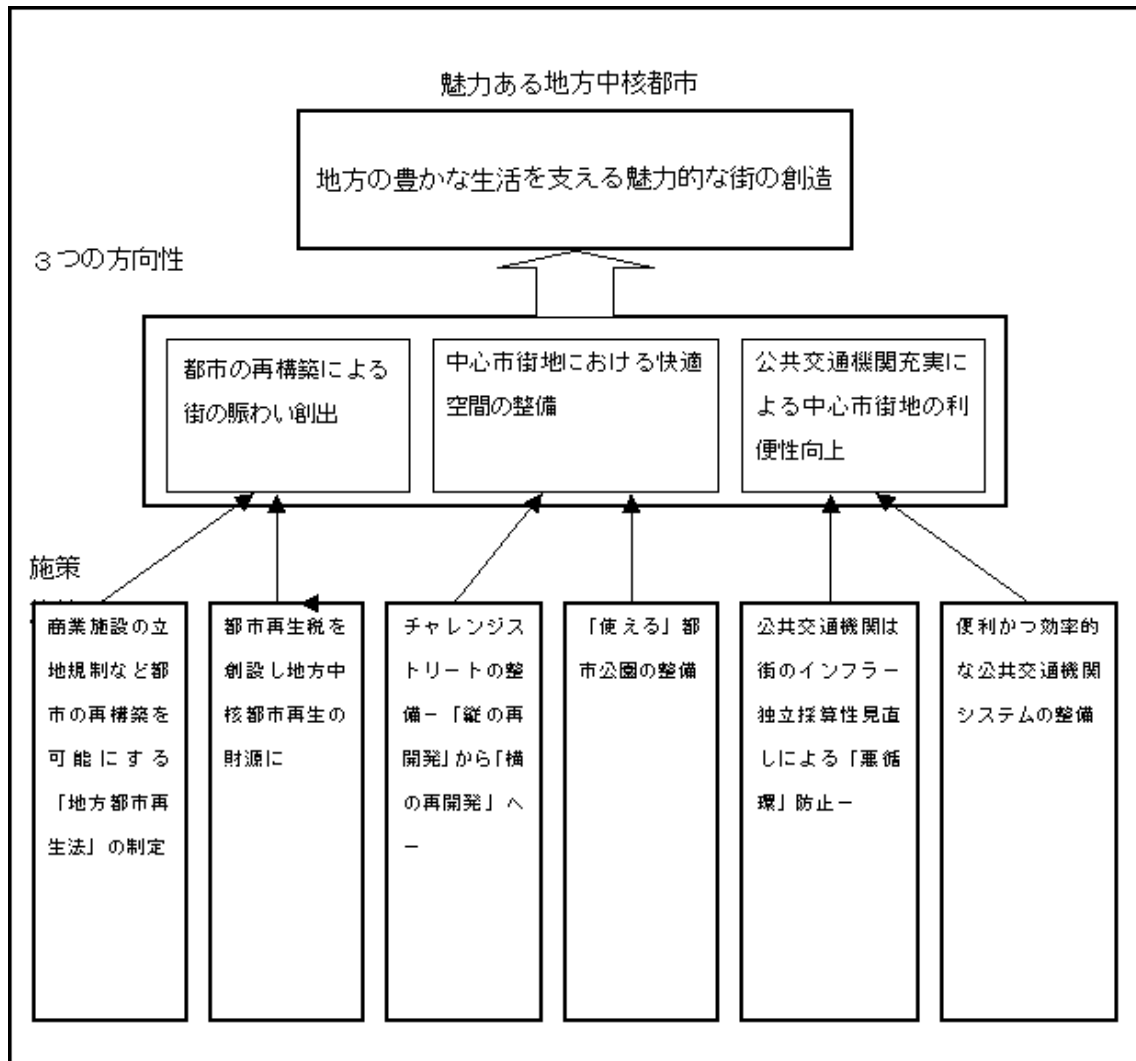 魅力ある地方中核都市
地方の豊かな生活を支える魅力的な街の創造
３つの方向性
都市の再構築による
街の賑わい創出
中心市街地における快適
空間の整備
公共交通機関充実に
よる中心市街地の利
便性向上
施策
商業施設の立
地規制など都
市の再構築を
可能にする
「地方都市再
生法」の制定
都市再生税を
創設し地方中
核都市再生の
財源に
チャレンジス
トリートの整
備－「縦の再
開発」から「横
の再開発」へ
－
「使える」都
市公園の整備
公共交通機関は
街のインフラー
独立採算性見直
しによる「悪循
環」防止－
便利かつ効率的
な公共交通機関
システムの整備